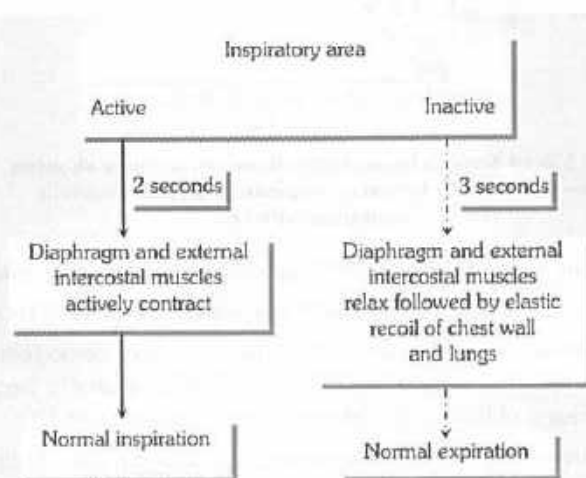 Inspiratory area
Active
Inactive
2 seconds
3 seconds
Diaphragm and external
intercostal muscles
actively contract
Diaphragm and external
intercostal muscles
relax followed by elastic
recoil of chest wall
and lungs
Normal inspiration
Normal expiration